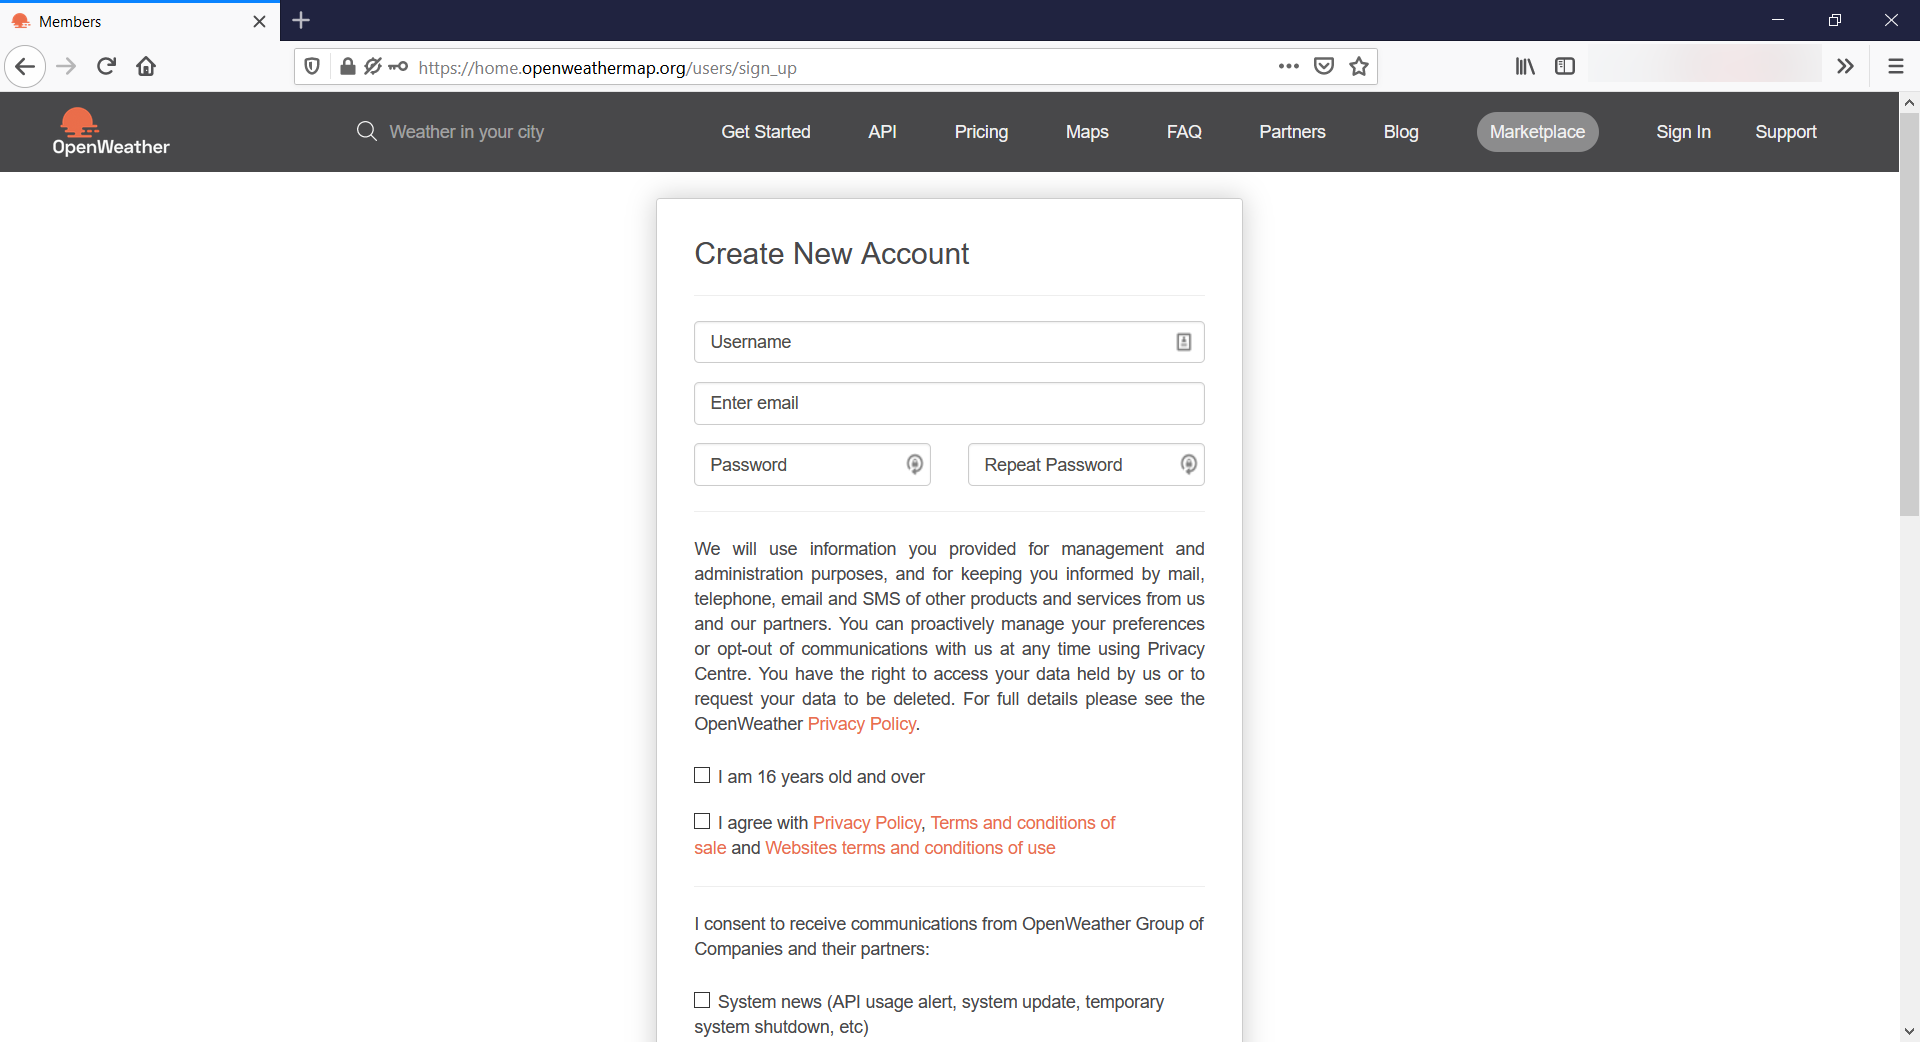 Members
https://home.openweathermap.org/users/sign_up
OpenWeather
Weather in your city
Get Started
API
Pricing
Maps
FAQ
Partners
Blog
Marketplace
Sign In
Support
Create New Account
Username
Enter email
Password
Repeat Password
We will use information you provided for management and
administration purposes, and for keeping you informed by mail,
telephone, email and SMS of other products and services from us
and our partners. You can proactively manage your preferences
or opt-out of communications with us at any time using Privacy
Centre. You have the right to access your data held by us or to
request your data to be deleted. For full details please see the
OpenWeather Privacy Policy.
I am 16 years old and over
I agree with Privacy Policy, Terms and conditions of
sale and Websites terms and conditions of use
I consent to receive communications from OpenWeather Group of
Companies and their partners:
System news (API usage alert, system update, temporary
system shutdown, etc)